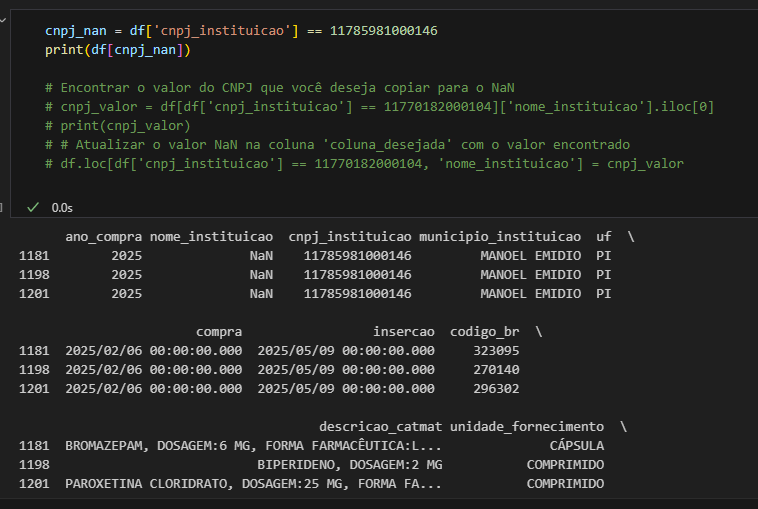 cnpj_nan = df['cnpj_instituicao'] == 11785981000146
print(df[cnpj_nan])
# Encontrar o valor do CNPJ que você deseja copiar para o NaN
# cnpj_valor = df[df['cnpj_instituicao'] == 11770182000104]['nome_instituicao'].iloc[0]
# print(cnpj_valor)
# # Atualizar o valor NaN na coluna 'coluna_desejada' com o valor encontrado
# df.loc[df['cnpj_instituicao'] == 11770182000104, 'nome_instituicao'] = cnpj_valor
0.0s
ano_compra nome_instituicao cnpj_instituicao municipio_instituicao uf \
1181 2025 NaN 11785981000146 MANOEL EMIDIO PI
1198 2025 NaN 11785981000146 MANOEL EMIDIO PI
1201 2025 NaN 11785981000146 MANOEL EMIDIO PI
compra insercao codigo_br \
1181 2025/02/06 00:00:00.000 2025/05/09 00:00:00.000 323095
1198 2025/02/06 00:00:00.000 2025/05/09 00:00:00.000 270140
1201 2025/02/06 00:00:00.000 2025/05/09 00:00:00.000 296302
descricao_catmat unidade_fornecimento \
1181 BROMAZEPAM, DOSAGEM:6 MG, FORMA FARMACÊUTICA:L... CÁPSULA
1198 BIPERIDENO, DOSAGEM:2 MG COMPRIMIDO
1201 PAROXETINA CLORIDRATO, DOSAGEM:25 MG, FORMA FA... COMPRIMIDO